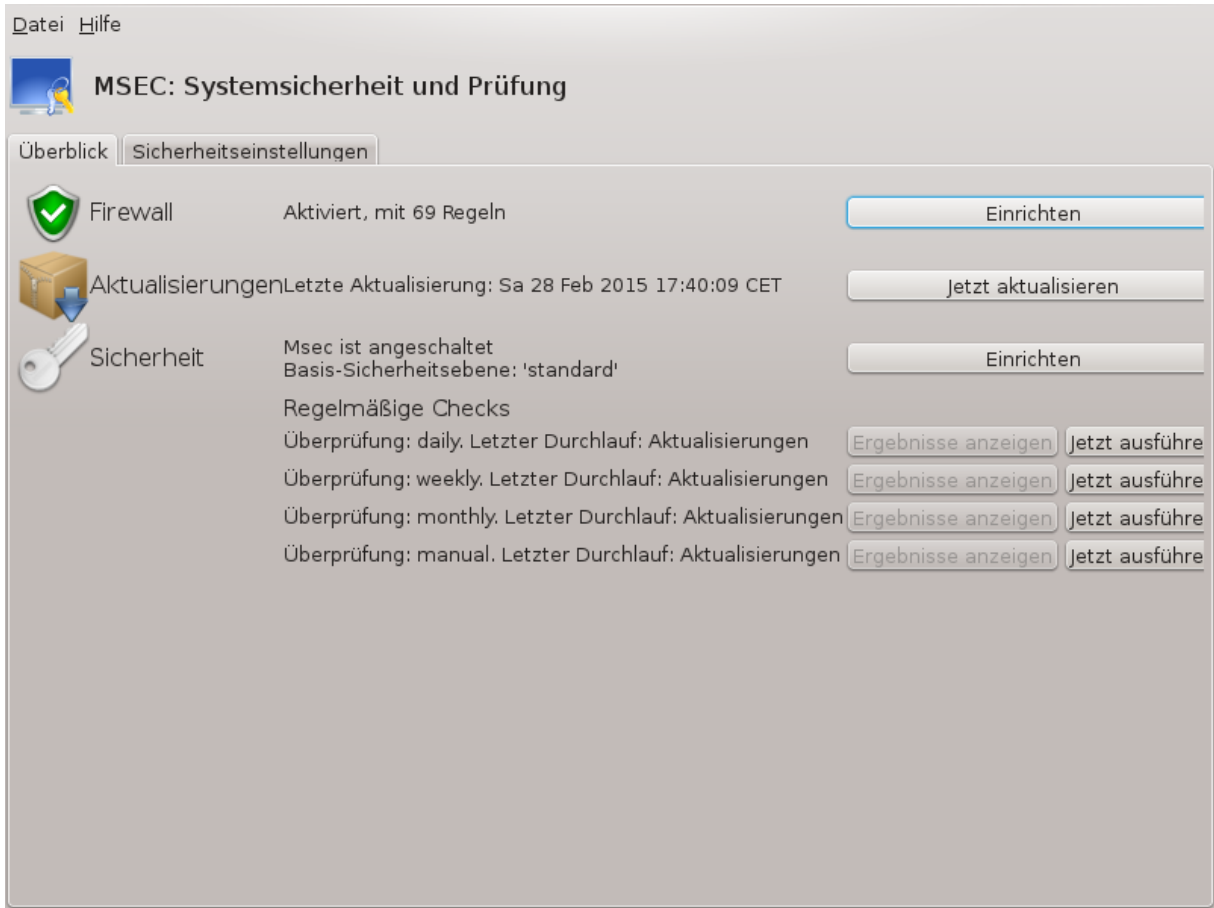 Datei Hilfe
MSEC: Systemsicherheit und Prüfung
Überblick Sicherheitseinstellungen
Firewall Aktiviert, mit 69 Regeln Einrichten
Aktualisierungen Letzte Aktualisierung: Sa 28 Feb 2015 17:40:09 CET Jetzt aktualisieren
Sicherheit Msec ist angeschaltet
Basis-Sicherheitsebene: 'standard' Einrichten
Regelmäßige Checks
Überprüfung: daily. Letzter Durchlauf: Aktualisierungen Ergebnisse anzeigen Jetzt ausführe
Überprüfung: weekly. Letzter Durchlauf: Aktualisierungen Ergebnisse anzeigen Jetzt ausführe
Überprüfung: monthly. Letzter Durchlauf: Aktualisierungen Ergebnisse anzeigen Jetzt ausführe
Überprüfung: manual. Letzter Durchlauf: Aktualisierungen Ergebnisse anzeigen Jetzt ausführe